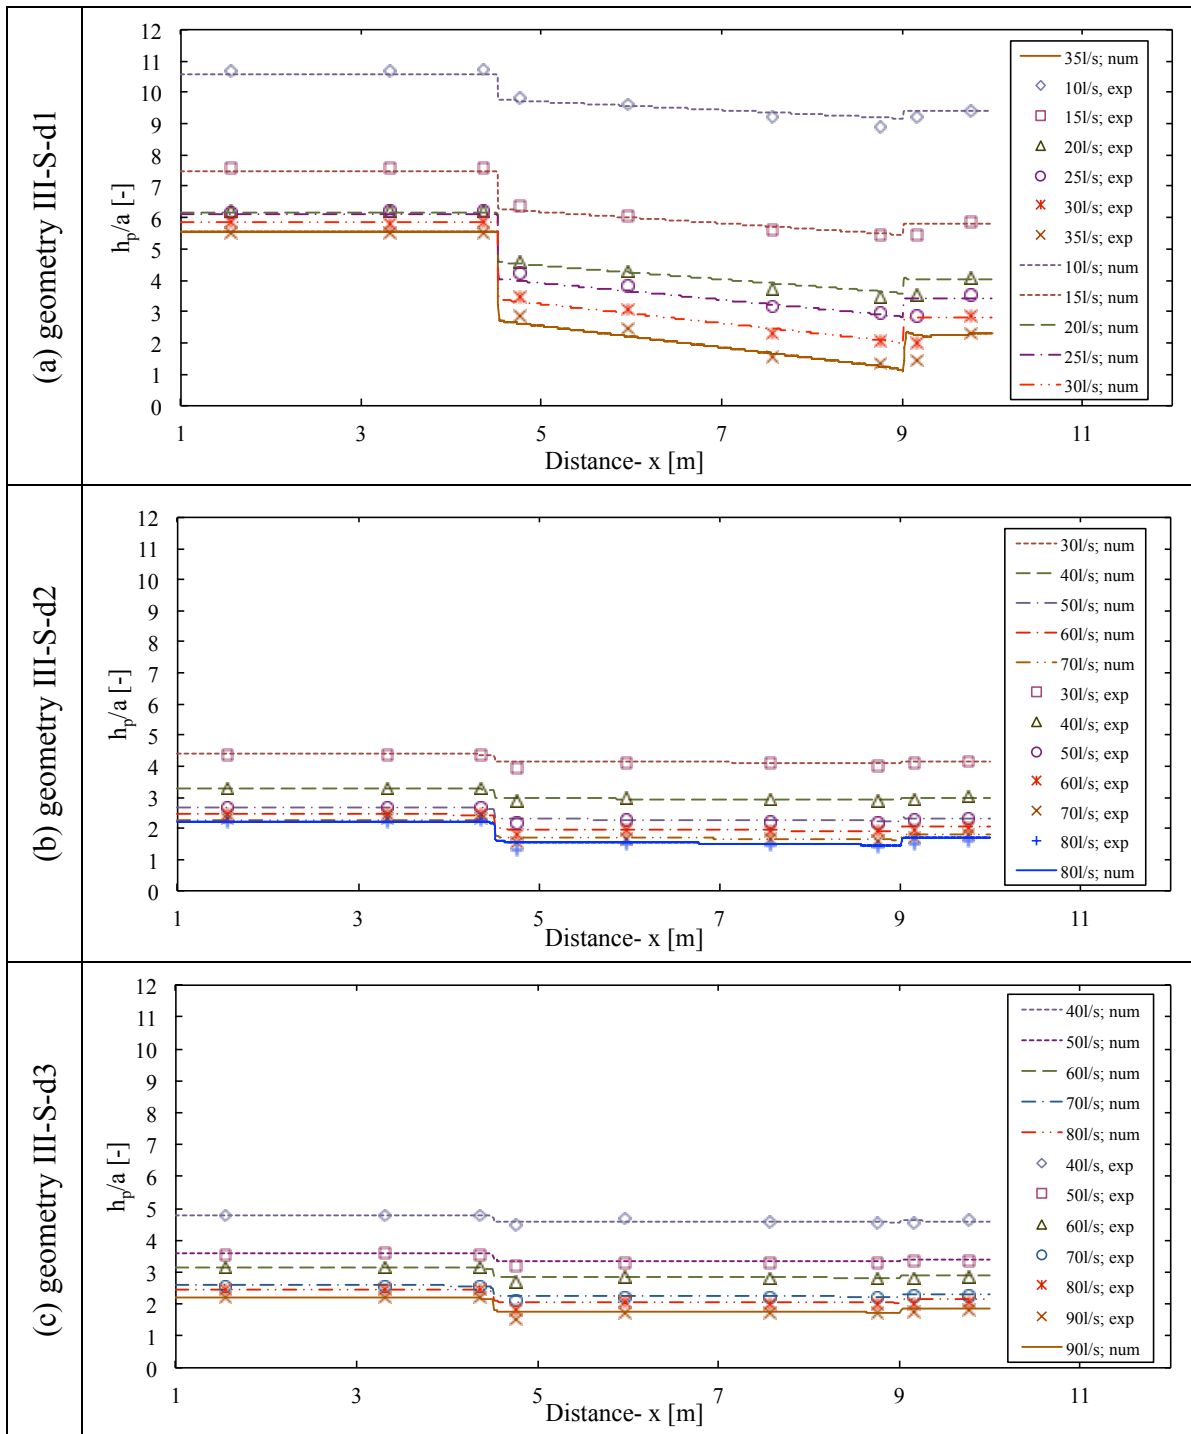 (a) geometry III-S-d1
12
11
10
9
8
7
6
5
4
3
2
1
0
hp/a [-]
1 3 5 7 9 11
Distance- x [m]
35l/s; num
10l/s, exp
15l/s; exp
20l/s; exp
25l/s; exp
30l/s; exp
35l/s; exp
10l/s; num
15l/s; num
20l/s; num
25l/s; num
30l/s; num
(b) geometry III-S-d2
12
11
10
9
8
7
6
5
4
3
2
1
0
hp/a [-]
1 3 5 7 9 11
Distance- x [m]
30l/s; num
40l/s; num
50l/s; num
60l/s; num
70l/s; num
30l/s; exp
40l/s; exp
50l/s; exp
60l/s; exp
70l/s; exp
80l/s; exp
80l/s; num
(c) geometry III-S-d3
12
11
10
9
8
7
6
5
4
3
2
1
0
hp/a [-]
1 3 5 7 9 11
Distance- x [m]
40l/s; num
50l/s; num
60l/s; num
70l/s; num
80l/s; num
40l/s, exp
50l/s; exp
60l/s; exp
70l/s; exp
80l/s; exp
90l/s; exp
90l/s; num